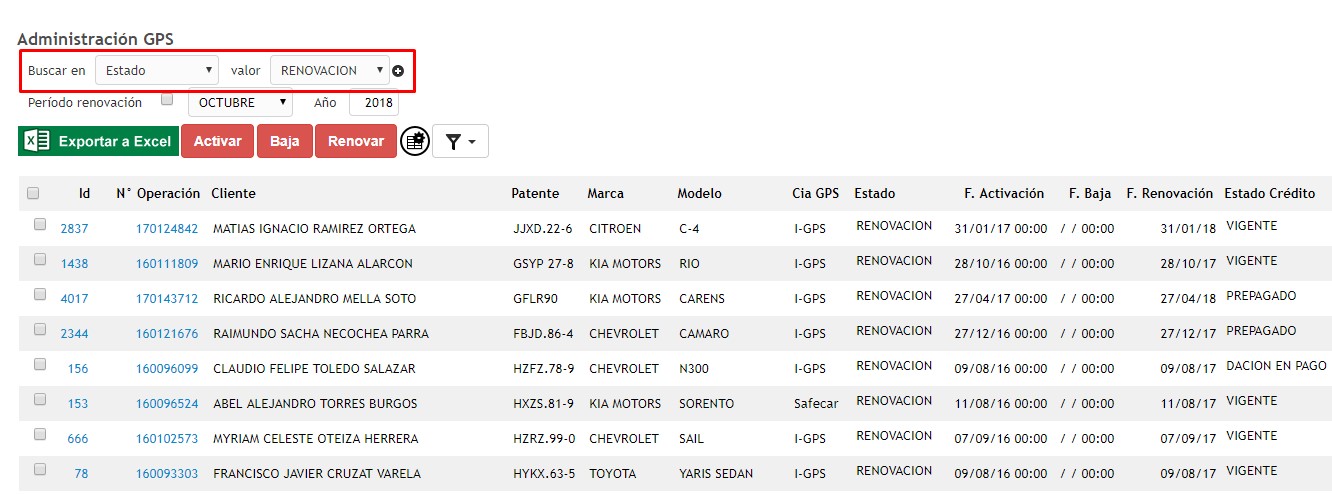 Administración GPS
Buscar en Estado valor RENOVACION
Período renovación OCTUBRE Año 2018
Exportar a Excel Activar Baja Renovar
Id N° Operación Cliente Patente Marca Modelo Cia GPS Estado F. Activación F. Baja F. Renovación Estado Crédito
2837 170124842 MATIAS IGNACIO RAMIREZ ORTEGA JJXD.22-6 CITROEN C-4 I-GPS RENOVACION 31/01/17 00:00 / / 00:00 31/01/18 VIGENTE
1438 160111809 MARIO ENRIQUE LIZANA ALARCON GSYP 27-8 KIA MOTORS RIO I-GPS RENOVACION 28/10/16 00:00 / / 00:00 28/10/17 VIGENTE
4017 170143712 RICARDO ALEJANDRO MELLA SOTO GFLR90 KIA MOTORS CARENS I-GPS RENOVACION 27/04/17 00:00 / / 00:00 27/04/18 PREPAGADO
2344 160121676 RAIMUNDO SACHA NECOCHEA PARRA FBJD.86-4 CHEVROLET CAMARO I-GPS RENOVACION 27/12/16 00:00 / / 00:00 27/12/17 PREPAGADO
156 160096099 CLAUDIO FELIPE TOLEDO SALAZAR HZFZ.78-9 CHEVROLET N300 I-GPS RENOVACION 09/08/16 00:00 / / 00:00 09/08/17 DACION EN PAGO
153 160096524 ABEL ALEJANDRO TORRES BURGOS HXZS.81-9 KIA MOTORS SORENTO Safecar RENOVACION 11/08/16 00:00 / / 00:00 11/08/17 VIGENTE
666 160102573 MYRIAM CELESTE OTEIZA HERRERA HZRZ.99-0 CHEVROLET SAIL I-GPS RENOVACION 07/09/16 00:00 / / 00:00 07/09/17 VIGENTE
78 160093303 FRANCISCO JAVIER CRUZAT VARELA HYKX.63-5 TOYOTA YARIS SEDAN I-GPS RENOVACION 09/08/16 00:00 / / 00:00 09/08/17 VIGENTE